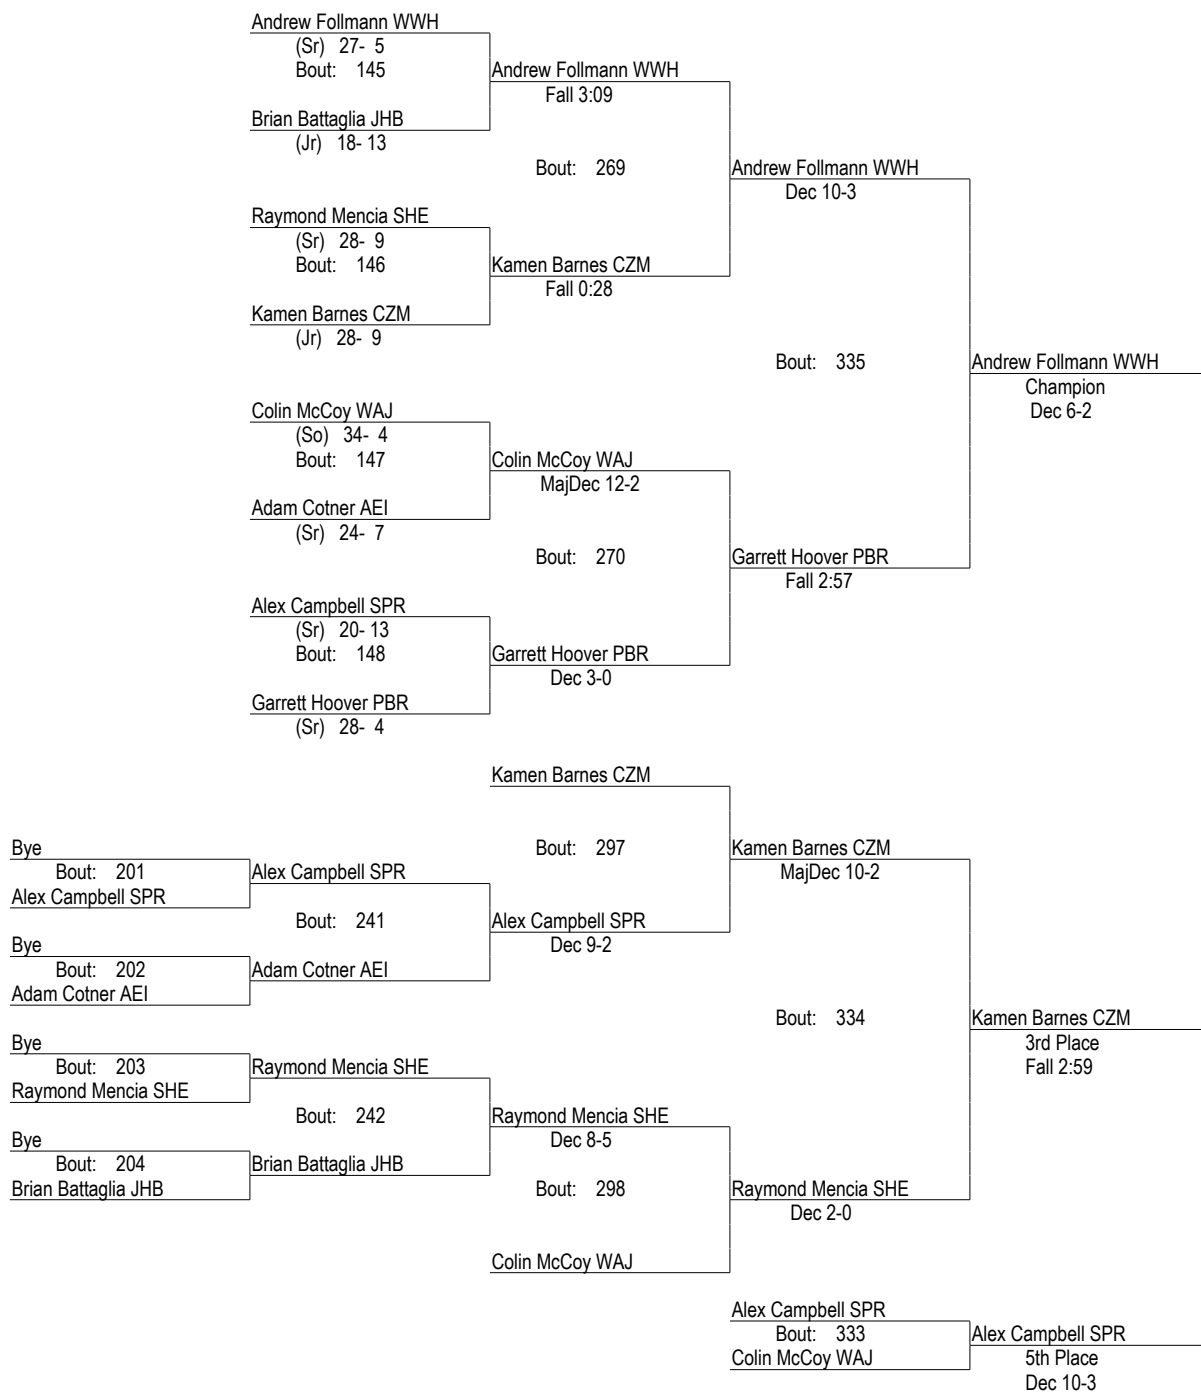 Andrew Follmann WWH
(Sr) 27- 5
Bout: 145
Andrew Follmann WWH
Fall 3:09
Brian Battaglia JHB
(Jr) 18- 13
Bout: 269
Andrew Follmann WWH
Dec 10-3
Raymond Mencia SHE
(Sr) 28- 9
Bout: 146
Kamen Barnes CZM
Fall 0:28
Kamen Barnes CZM
(Jr) 28- 9
Bout: 335
Andrew Follmann WWH
Champion
Dec 6-2
Colin McCoy WAJ
(So) 34- 4
Bout: 147
Colin McCoy WAJ
MajDec 12-2
Adam Cotner AEI
(Sr) 24- 7
Bout: 270
Garrett Hoover PBR
Fall 2:57
Alex Campbell SPR
(Sr) 20- 13
Bout: 148
Garrett Hoover PBR
Dec 3-0
Garrett Hoover PBR
(Sr) 28- 4
Kamen Barnes CZM
Bye
Bout: 201
Alex Campbell SPR
Alex Campbell SPR
Bout: 297
Kamen Barnes CZM
MajDec 10-2
Bout: 241
Alex Campbell SPR
Dec 9-2
Bye
Bout: 202
Adam Cotner AEI
Adam Cotner AEI
Bout: 334
Kamen Barnes CZM
3rd Place
Fall 2:59
Bye
Bout: 203
Raymond Mencia SHE
Raymond Mencia SHE
Bout: 242
Raymond Mencia SHE
Dec 8-5
Bye
Bout: 204
Brian Battaglia JHB
Brian Battaglia JHB
Bout: 298
Raymond Mencia SHE
Dec 2-0
Colin McCoy WAJ
Alex Campbell SPR
Bout: 333
Colin McCoy WAJ
Alex Campbell SPR
5th Place
Dec 10-3